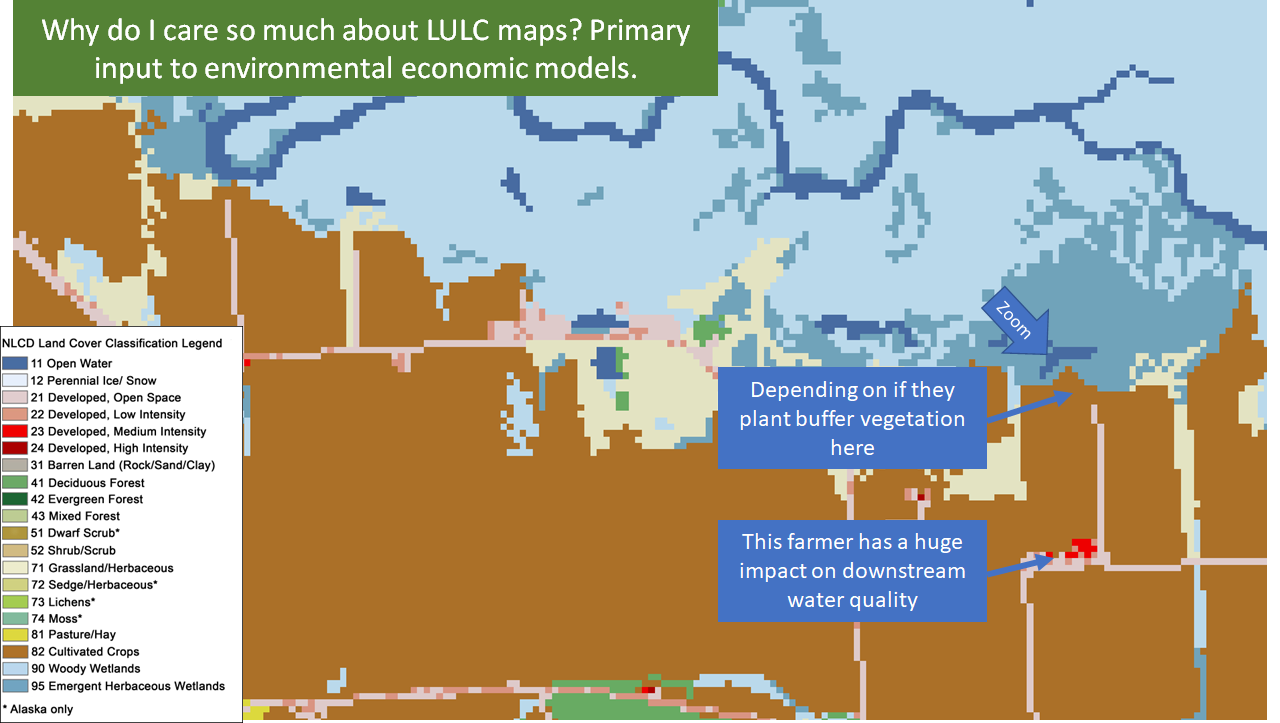 Why do I care so much about LULC maps? Primary
input to environmental economic models.
Zoom
Depending on if they
plant buffer vegetation
here
This farmer has a huge
impact on downstream
water quality
NLCD Land Cover Classification Legend
11 Open Water
12 Perennial Ice/ Snow
21 Developed, Open Space
22 Developed, Low Intensity
23 Developed, Medium Intensity
24 Developed, High Intensity
31 Barren Land (Rock/Sand/Clay)
41 Deciduous Forest
42 Evergreen Forest
43 Mixed Forest
51 Dwarf Scrub*
52 Shrub/Scrub
71 Grassland/Herbaceous
72 Sedge/Herbaceous*
73 Lichens*
74 Moss*
81 Pasture/Hay
82 Cultivated Crops
90 Woody Wetlands
95 Emergent Herbaceous Wetlands
* Alaska only